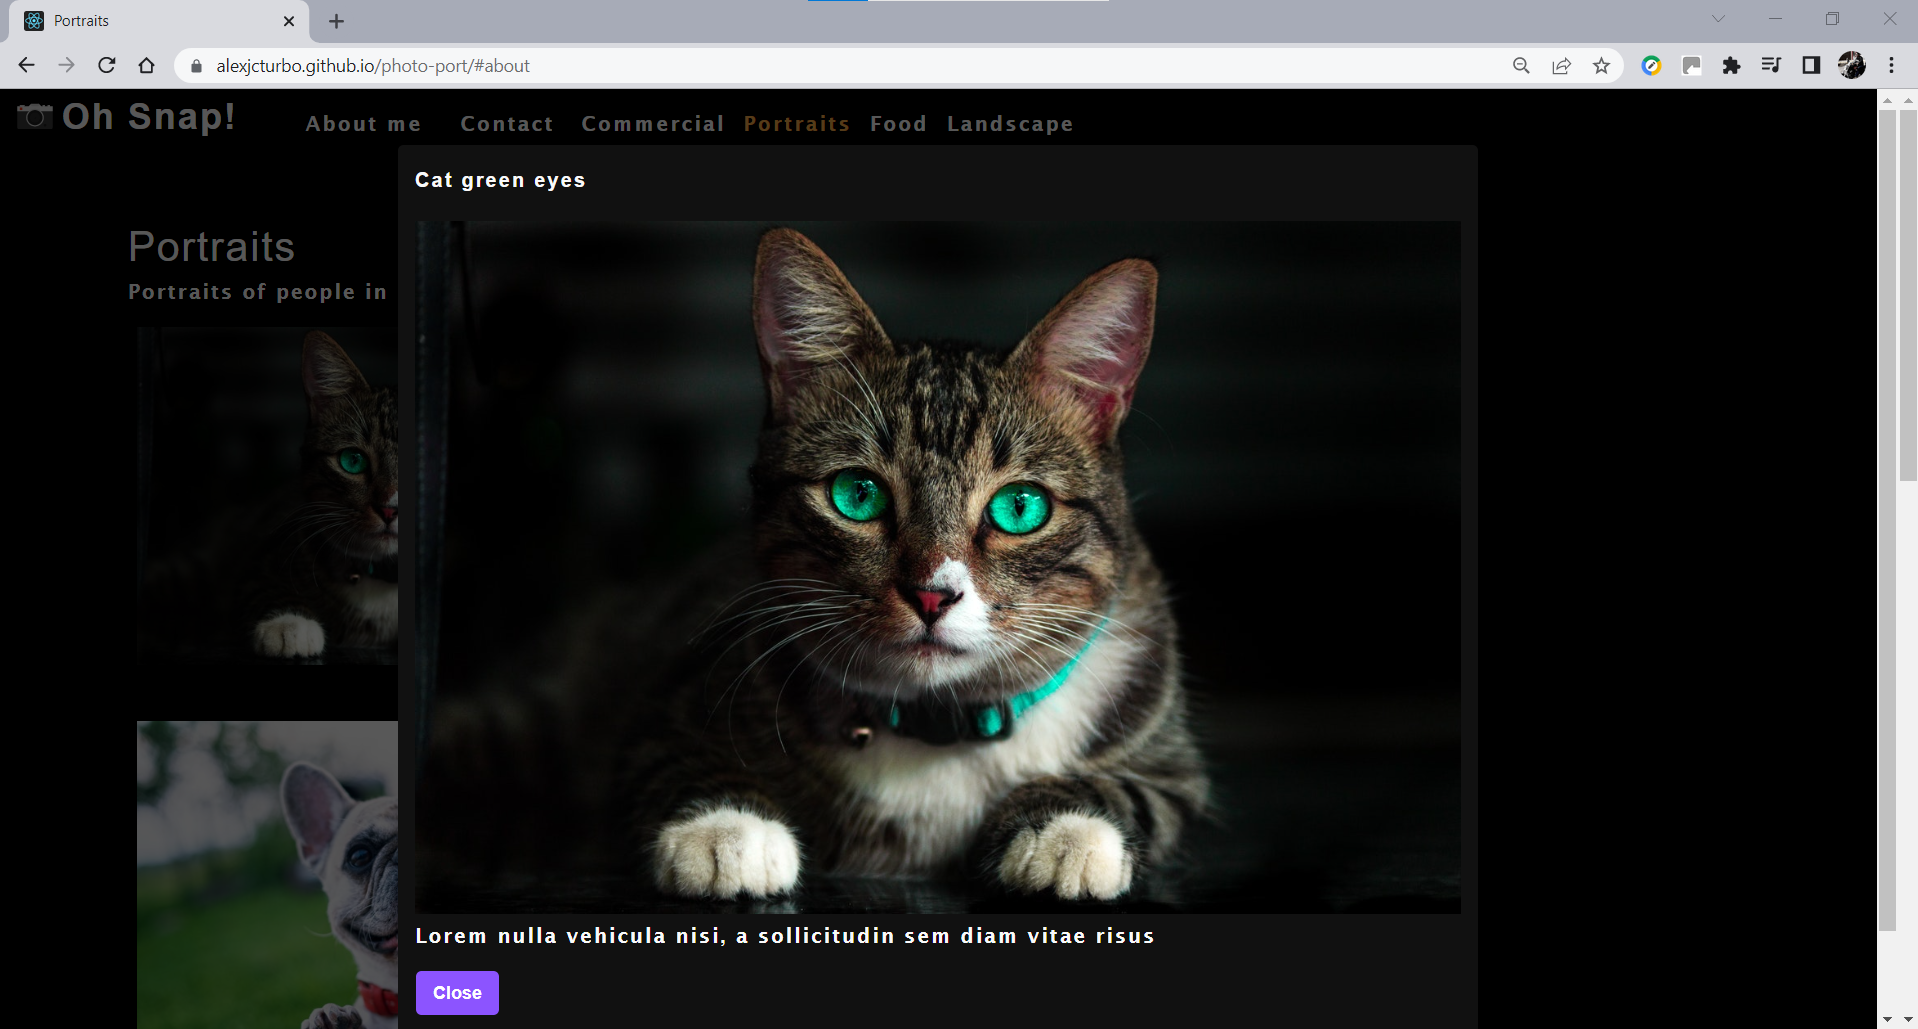 Portraits
alexjcturbo.github.io/photo-port/#about
📷 Oh Snap!
About me Contact Commercial Portraits Food Landscape
Cat green eyes
Portraits
Portraits of people in
Lorem nulla vehicula nisi, a sollicitudin sem diam vitae risus
Close